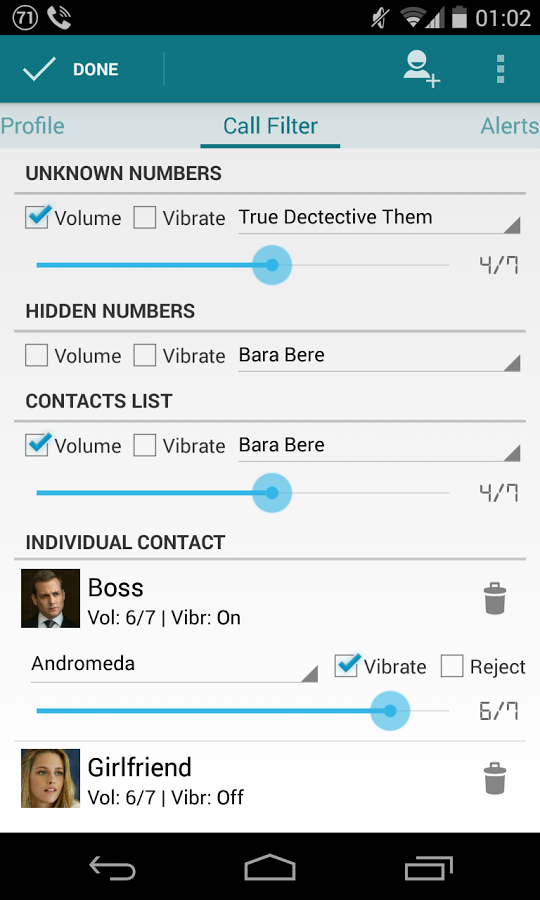 71 01:02
DONE
Profile Call Filter Alerts
UNKNOWN NUMBERS
Volume Vibrate True Dectective Them
4/7
HIDDEN NUMBERS
Volume Vibrate Bara Bere
CONTACTS LIST
Volume Vibrate Bara Bere
4/7
INDIVIDUAL CONTACT
Boss
Vol: 6/7 | Vibr: On
Andromeda Vibrate Reject
6/7
Girlfriend
Vol: 6/7 | Vibr: Off